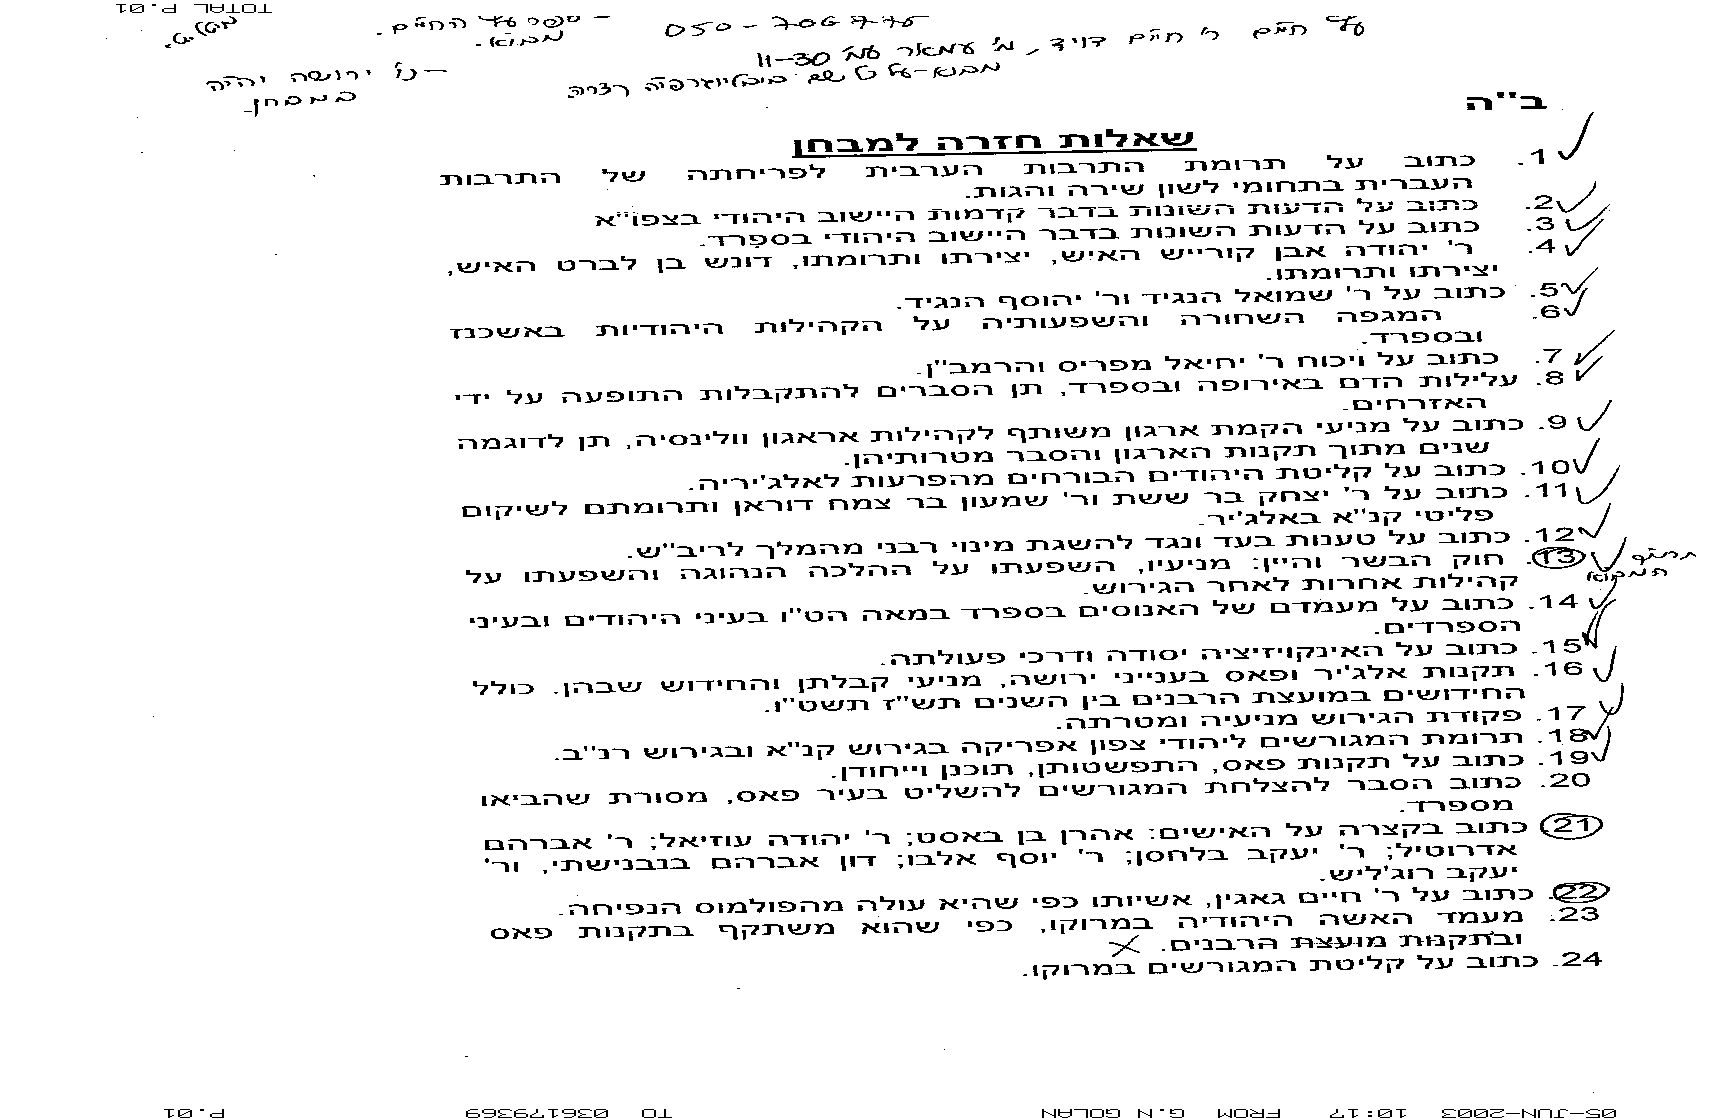 TOTAL P.01
עץ חיים ר' חיים דויד, מ' עמאר עמ' 11-30
050-706775
ספר עץ החיים.
מבוא.
- נו' ירושה יהיה
במבחן.
ב"ה
שאלות חזרה למבחן
1. כתוב על תרומת התרבות הערבית לפריחתה של התרבות
העברית בתחומי לשון שירה והגות.
2. כתוב על הדעות השונות בדבר קדמות היישוב היהודי בצפו"א
3. כתוב על הדעות השונות בדבר היישוב היהודי בספרד.
4. ר' יהודה אבן קורייש האיש, יצירתו ותרומתו, דונש בן לברט האיש,
יצירתו ותרומתו.
5. כתוב על ר' שמואל הנגיד ור' יהוסף הנגיד.
6. המגפה השחורה והשפעותיה על הקהילות היהודיות באשכנז
ובספרד.
7. כתוב על ויכוח ר' יחיאל מפריס והרמב"ן.
8. עלילות הדם באירופה ובספרד, תן הסברים להתקבלות התופעה על ידי
האזרחים.
9. כתוב על מניעי הקמת ארגון משותף לקהילות אראגון וולינסיה, תן לדוגמה
שנים מתוך תקנות הארגון והסבר מטרותיהן.
10. כתוב על קליטת היהודים הבורחים מהפרעות לאלג'יריה.
11. כתוב על ר' יצחק בר ששת ור' שמעון בר צמח דוראן ותרומתם לשיקום
פליטי קנ"א באלג'יר.
12. כתוב על טענות בעד ונגד להשגת מינוי רבני מהמלך לריב"ש.
13. חוק הבשר והיין: מניעיו, השפעתו על ההלכה הנהוגה והשפעתו על
קהילות אחרות לאחר הגירוש.
המבוא
14. כתוב על מעמדם של האנוסים בספרד במאה הט"ו בעיני היהודים ובעיני
הספרדים.
15. כתוב על האינקויזיציה יסודה ודרכי פעולתה.
16. תקנות אלג'יר ופאס בענייני ירושה, מניעי קבלתן והחידוש שבהן. כולל
החידושים במועצת הרבנים בין השנים תש"ז תשט"ו.
17. פקודת הגירוש מניעיה ומטרתה.
18. תרומת המגורשים ליהודי צפון אפריקה בגירוש קנ"א ובגירוש רנ"ב.
19. כתוב על תקנות פאס, התפשטותן, תוכנן וייחודן.
20. כתוב הסבר להצלחת המגורשים להשליט בעיר פאס, מסורת שהביאו
מספרד.
21. כתוב בקצרה על האישים: אהרן בן באסט; ר' יהודה עוזיאל; ר' אברהם
אדרוטיל; ר' יעקב בלחסן; ר' יוסף אלבו; דון אברהם בנבנישתי, ור'
יעקב רוג'ליש.
22. כתוב על ר' חיים גאגין, אשיותו כפי שהיא עולה מהפולמוס הנפיחה.
23. מעמד האשה היהודיה במרוקו, כפי שהוא משתקף בתקנות פאס
ובתקנות מועצת הרבנים.
24. כתוב על קליטת המגורשים במרוקו.
05-JUN-2003 10:17 FROM G.N GOLAN TO 036179369 P.01